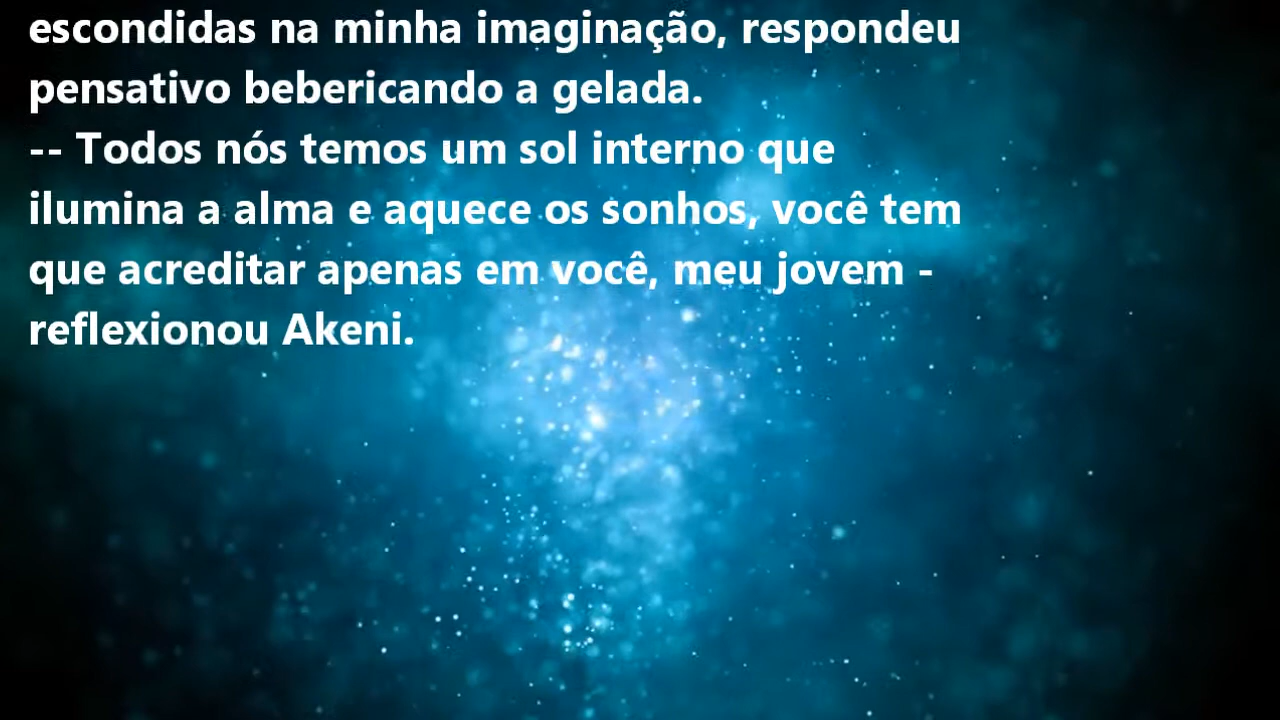 escondidas na minha imaginação, respondeu
pensativo bebericando a gelada.
-- Todos nós temos um sol interno que
ilumina a alma e aquece os sonhos, você tem
que acreditar apenas em você, meu jovem -
reflexionou Akeni.